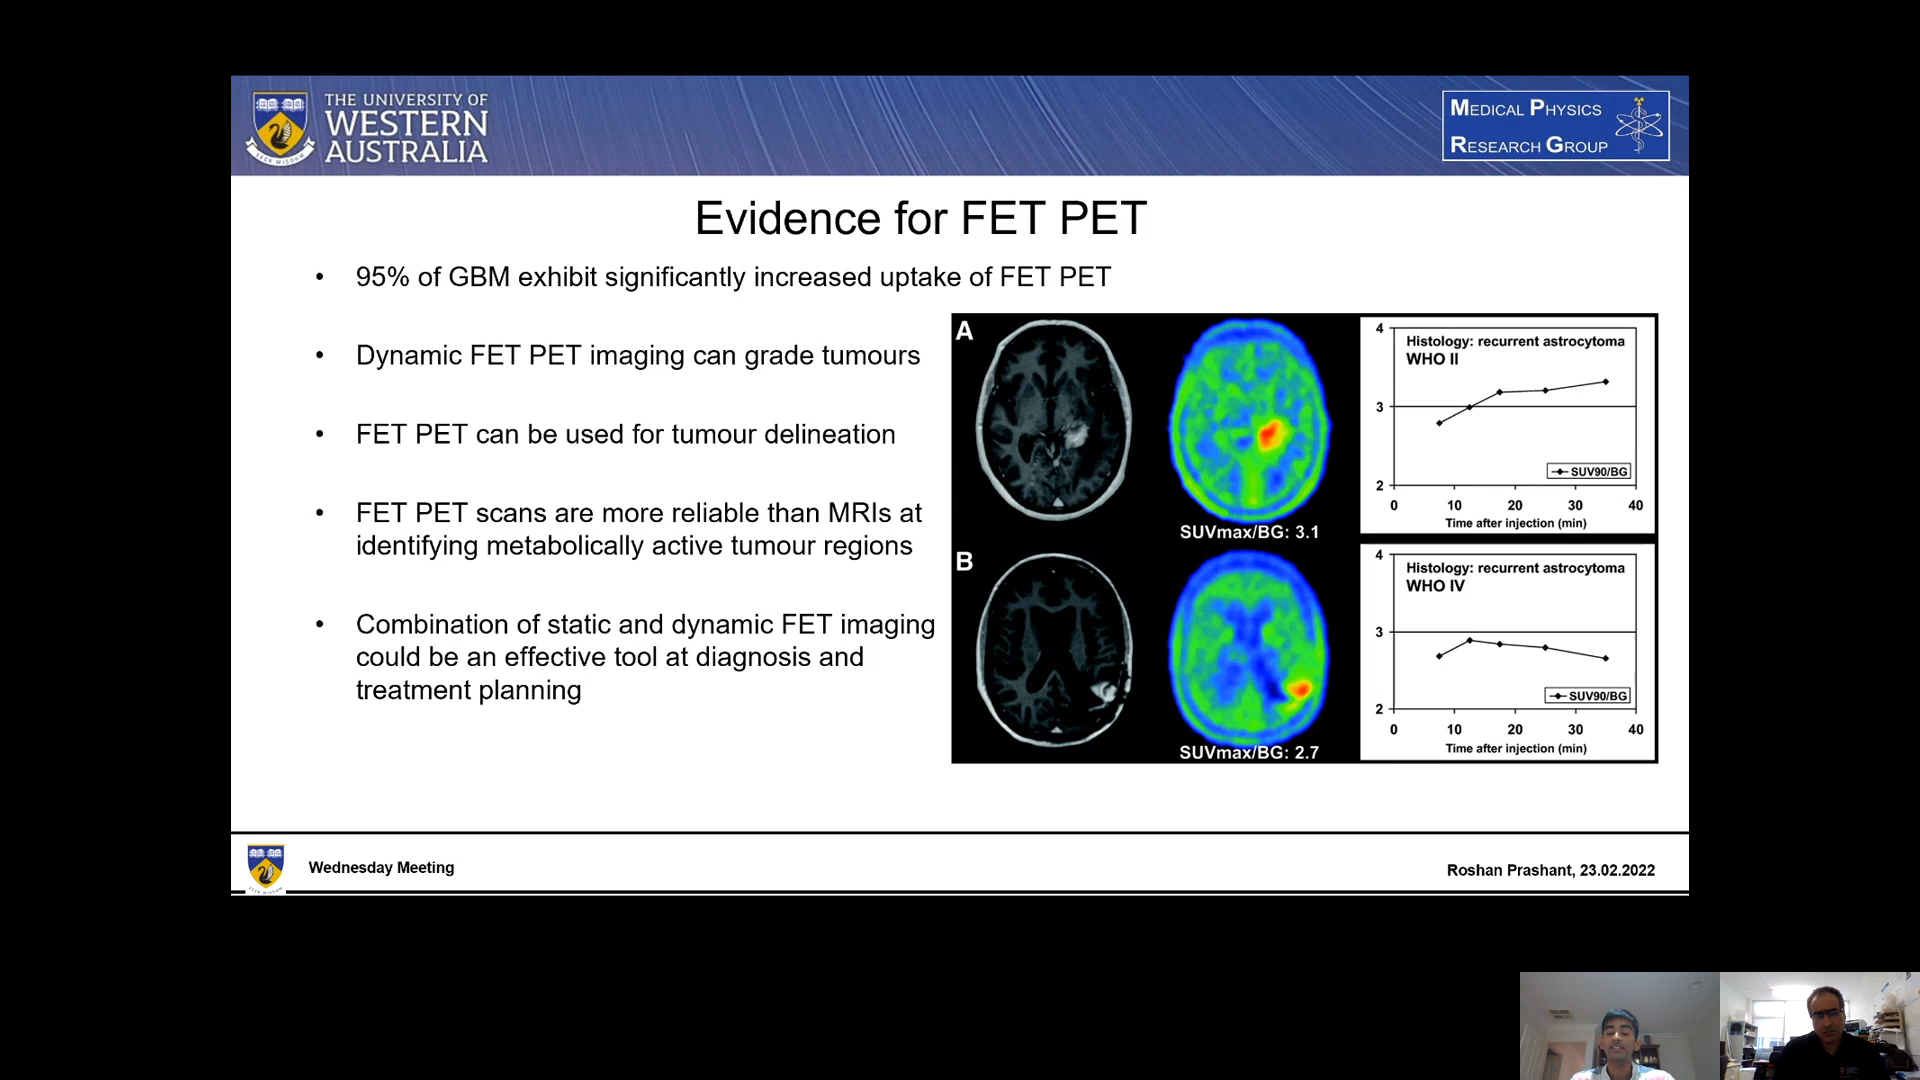 THE UNIVERSITY OF
WESTERN
AUSTRALIA
SEEK WISDOM
MEDICAL PHYSICS
RESEARCH GROUP
Evidence for FET PET
• 95% of GBM exhibit significantly increased uptake of FET PET
• Dynamic FET PET imaging can grade tumours
• FET PET can be used for tumour delineation
• FET PET scans are more reliable than MRIs at
identifying metabolically active tumour regions
• Combination of static and dynamic FET imaging
could be an effective tool at diagnosis and
treatment planning
A
SUVmax/BG: 3.1
4
Histology: recurrent astrocytoma
WHO II
3
SUV90/BG
2
0 10 20 30 40
Time after injection (min)
B
SUVmax/BG: 2.7
4
Histology: recurrent astrocytoma
WHO IV
3
SUV90/BG
2
0 10 20 30 40
Time after injection (min)
Wednesday Meeting
Roshan Prashant, 23.02.2022